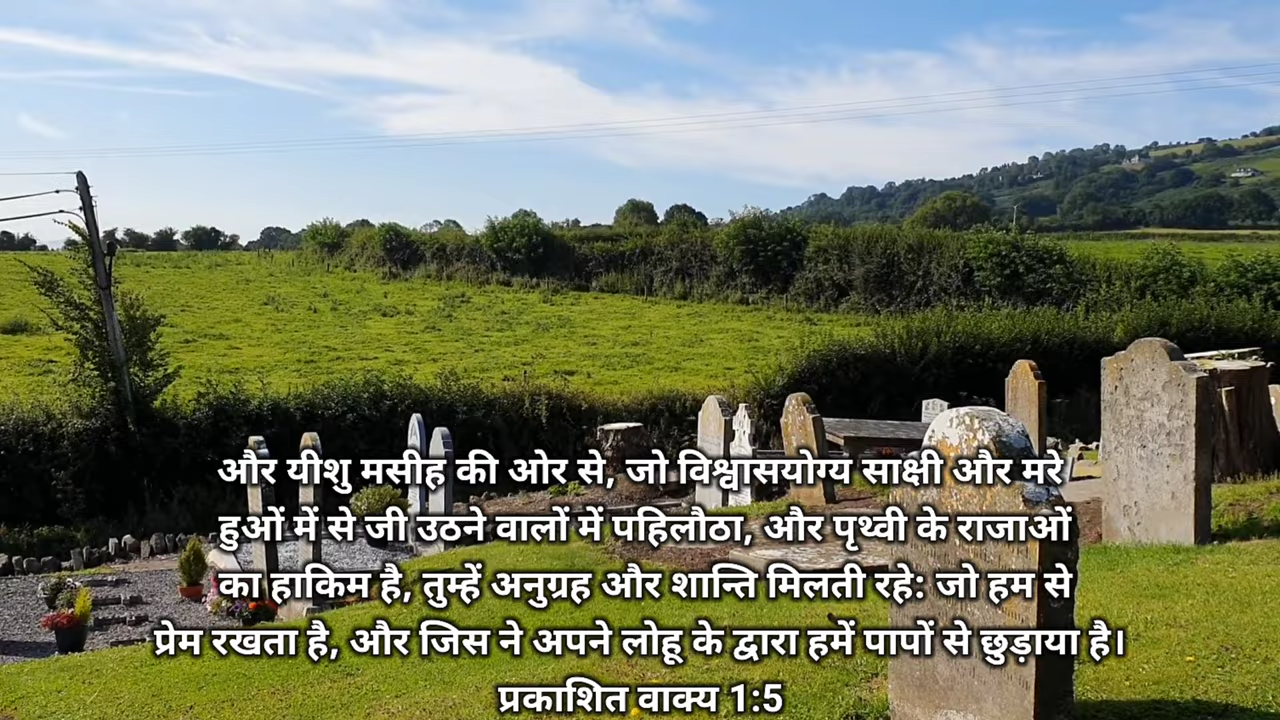 और यीशु मसीह की ओर से, जो विश्वासयोग्य साक्षी और मरे
हुओं में से जी उठने वालों में पहिलौठा, और पृथ्वी के राजाओं
का हाकिम है, तुम्हें अनुग्रह और शान्ति मिलती रहे: जो हम से
प्रेम रखता है, और जिस ने अपने लोहू के द्वारा हमें पापों से छुड़ाया है।
प्रकाशित वाक्य 1:5